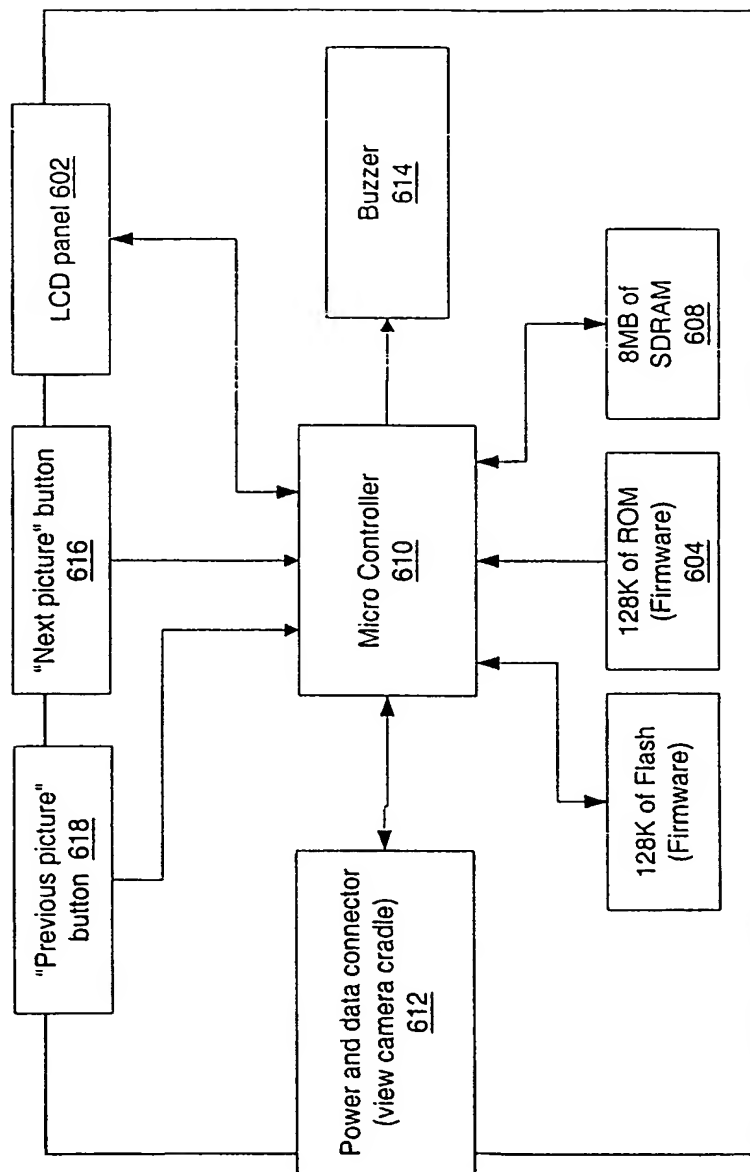 "Previous picture"
button 618
"Next picture" button
616
LCD panel 602
Power and data connector
(view camera cradle)
612
Micro Controller
610
Buzzer
614
128K of Flash
(Firmware)
128K of ROM
(Firmware)
604
8MB of
SDRAM
608